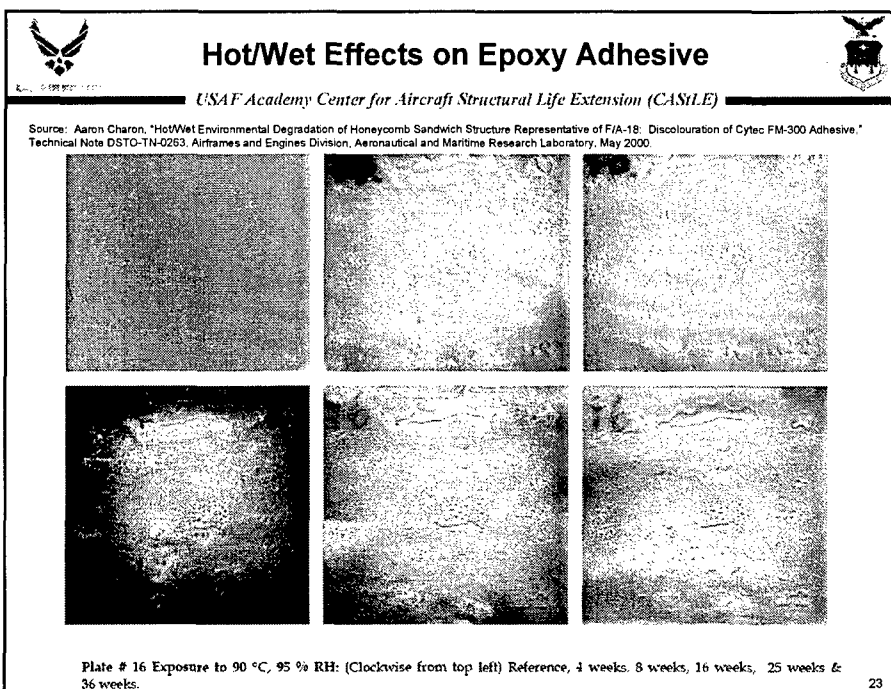 Hot/Wet Effects on Epoxy Adhesive
USAF Academy Center for Aircraft Structural Life Extension (CAStLE)
Source: Aaron Charon, "Hot/Wet Environmental Degradation of Honeycomb Sandwich Structure Representative of F/A-18: Discolouration of Cytec FM-300 Adhesive,"
Technical Note DSTO-TN-0263, Airframes and Engines Division, Aeronautical and Maritime Research Laboratory, May 2000.
16
Plate # 16 Exposure to 90 °C, 95 % RH: (Clockwise from top left) Reference, 4 weeks, 8 weeks, 16 weeks, 25 weeks &
36 weeks.
23